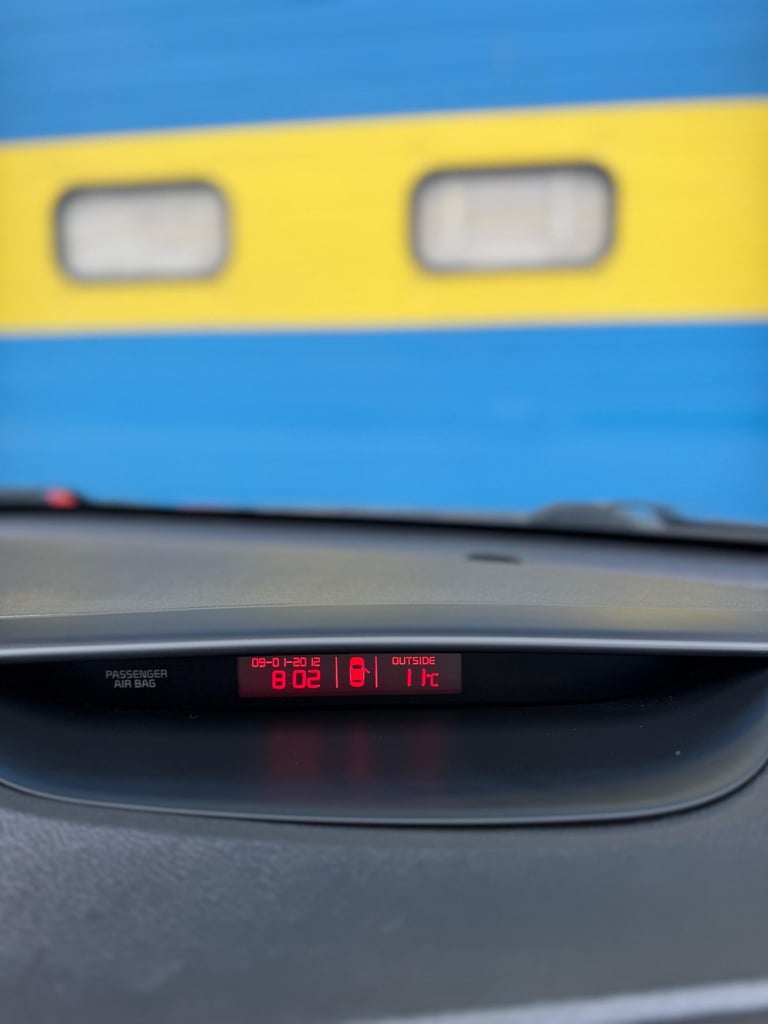 PASSENGER
AIR BAG
09-01-2012
8:02
OUTSIDE
11°C